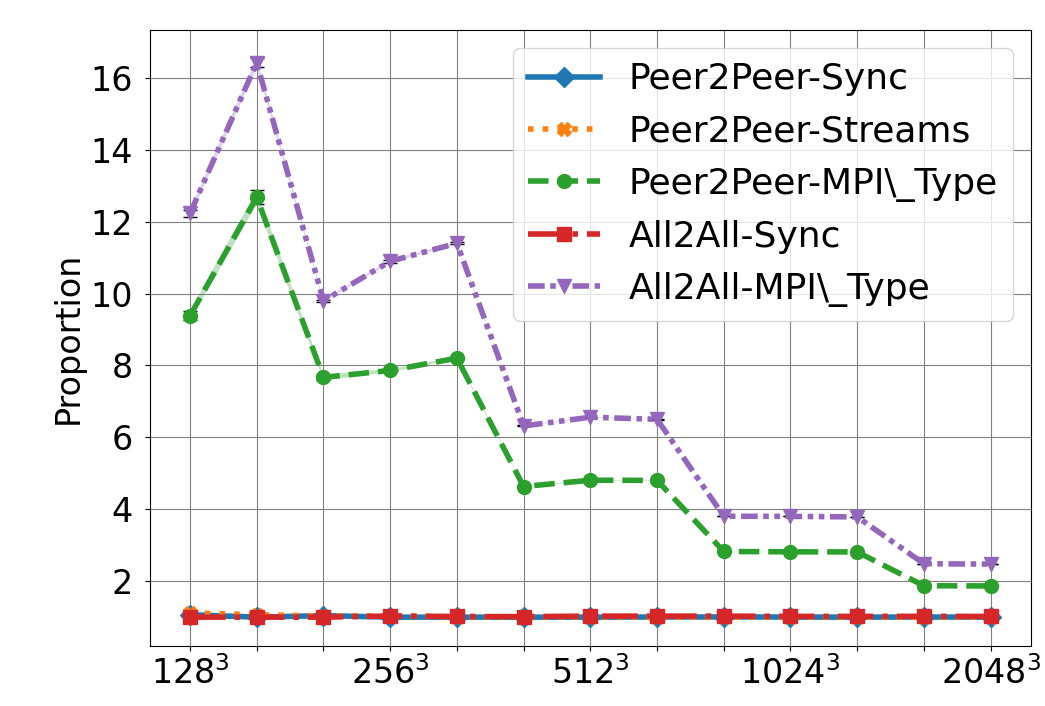 Proportion
16
14
12
10
8
6
4
2
128³
256³
512³
1024³
2048³
Peer2Peer-Sync
Peer2Peer-Streams
Peer2Peer-MPI\_Type
All2All-Sync
All2All-MPI\_Type